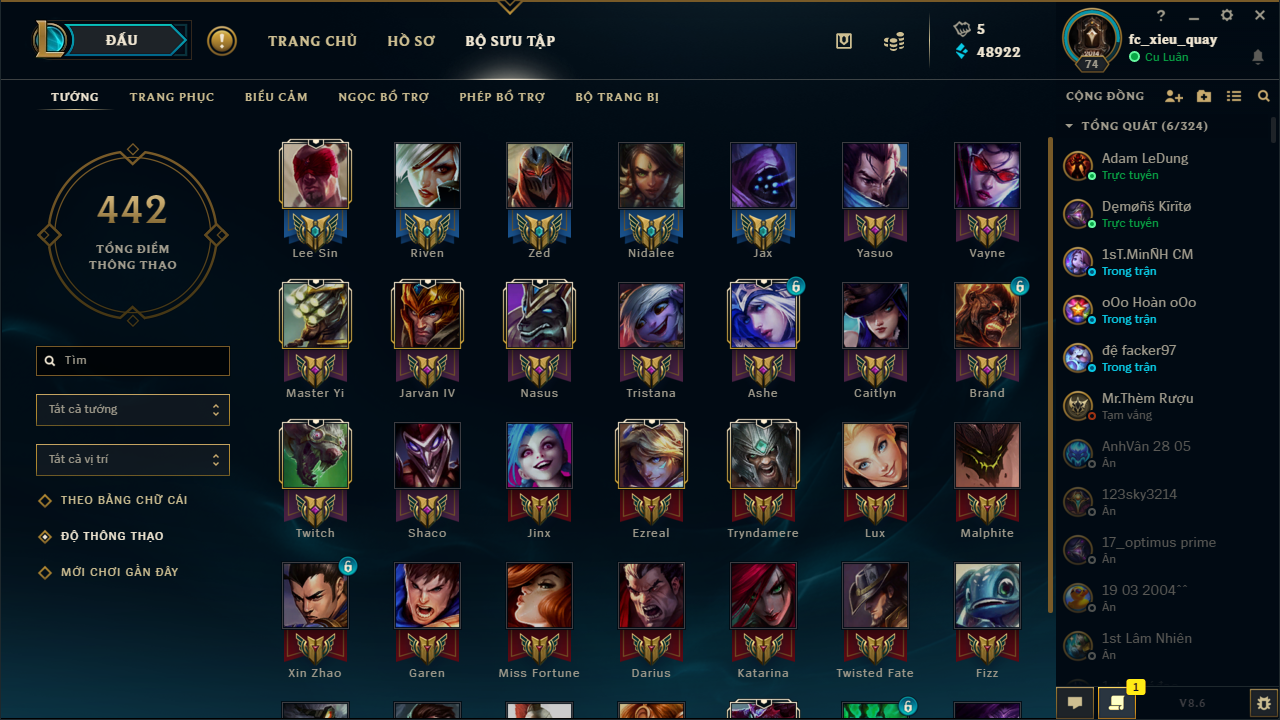 ĐẤU
TRANG CHỦ
HỒ SƠ
BỘ SƯU TẬP
5
48922
74
fc_xieu_quay
Cu Luân
TƯỚNG
TRANG PHỤC
BIỂU CẢM
NGỌC BỔ TRỢ
PHÉP BỔ TRỢ
BỘ TRANG BỊ
442
TỔNG ĐIỂM
THÔNG THẠO
Tìm
Tất cả tướng
Tất cả vị trí
THEO BẢNG CHỮ CÁI
ĐỘ THÔNG THẠO
MỚI CHƠI GẦN ĐÂY
Lee Sin
Riven
Zed
Nidalee
Jax
Yasuo
Vayne
6
6
Master Yi
Jarvan IV
Nasus
Tristana
Ashe
Caitlyn
Brand
Twitch
Shaco
Jinx
Ezreal
Tryndamere
Lux
Malphite
6
Xin Zhao
Garen
Miss Fortune
Darius
Katarina
Twisted Fate
Fizz
6
CỘNG ĐỒNG
TỔNG QUÁT (6/324)
Adam LeDung
Trực tuyến
Dęmøñš Kïrïtø
Trực tuyến
1sT.MinÑH CM
Trong trận
oOo Hoàn oOo
Trong trận
đệ facker97
Trong trận
Mr.Thèm Rượu
Tạm vắng
AnhVân 28 05
Ẩn
123sky3214
Ẩn
17_optimus prime
Ẩn
19 03 2004ˆˆ
Ẩn
1st Lâm Nhiên
Ẩn
1
V8.6